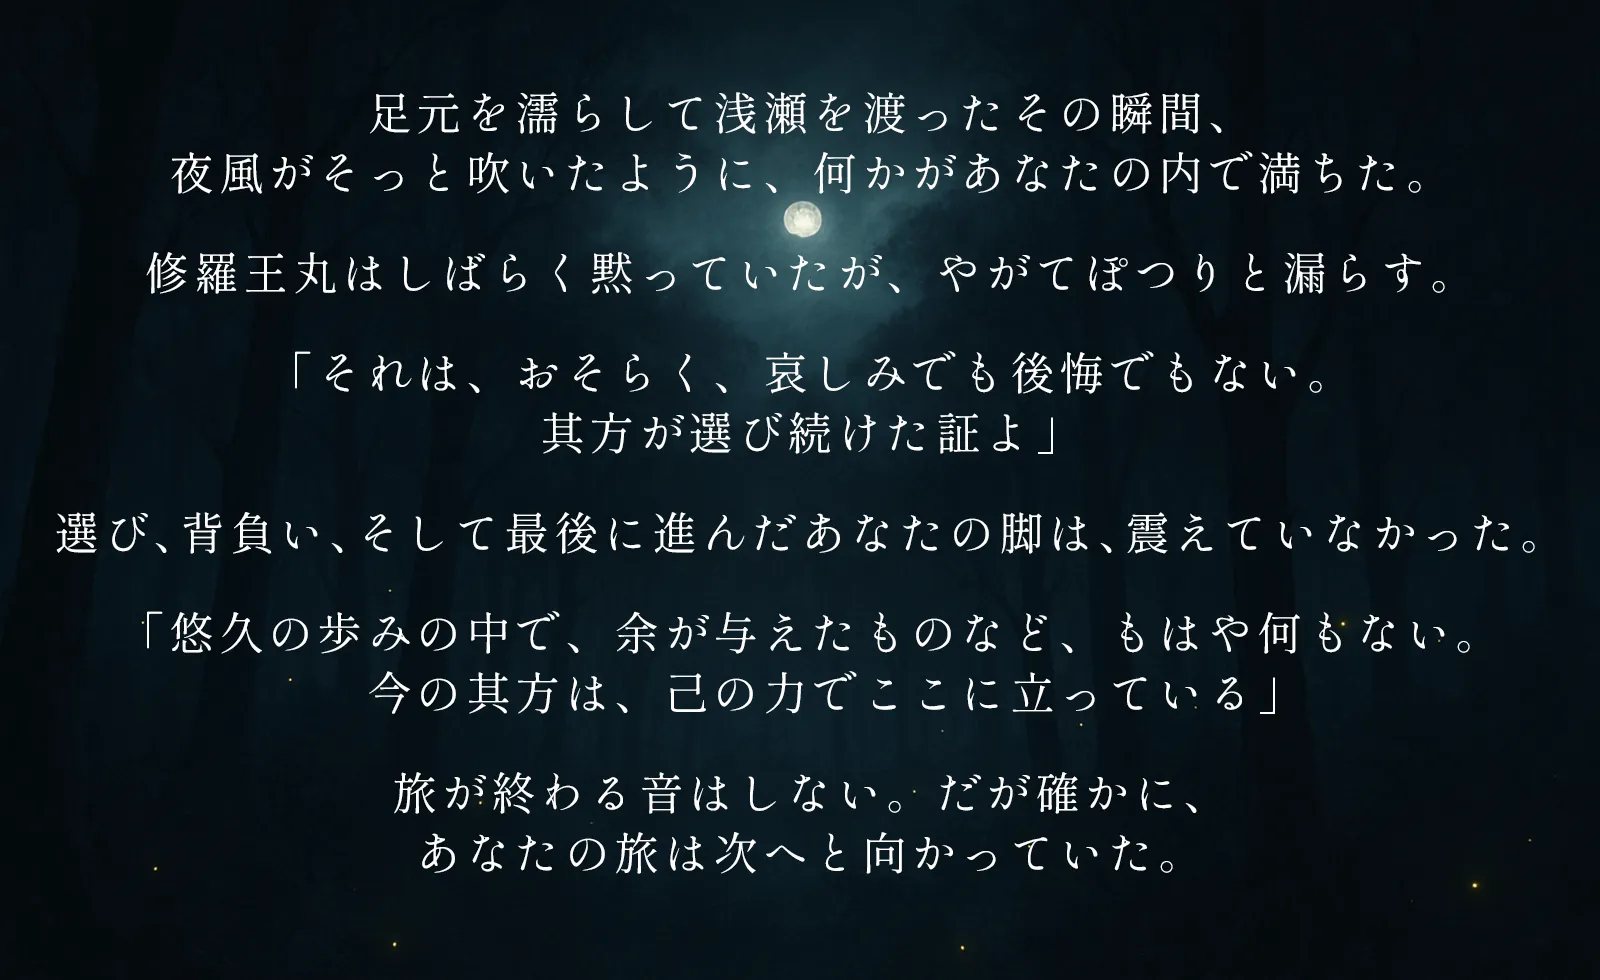 足元を濡らして浅瀬を渡ったその瞬間、
夜風がそっと吹いたように、何かがあなたの内で満ちた。
修羅王丸はしばらく黙っていたが、やがてぽつりと漏らす。
「それは、おそらく、哀しみでも後悔でもない。
其方が選び続けた証よ」
選び、背負い、そして最後に進んだあなたの脚は、震えていなかった。
「悠久の歩みの中で、余が与えたものなど、もはや何もない。
今の其方は、己の力でここに立っている」
旅が終わる音はしない。だが確かに、
あなたの旅は次へと向かっていた。